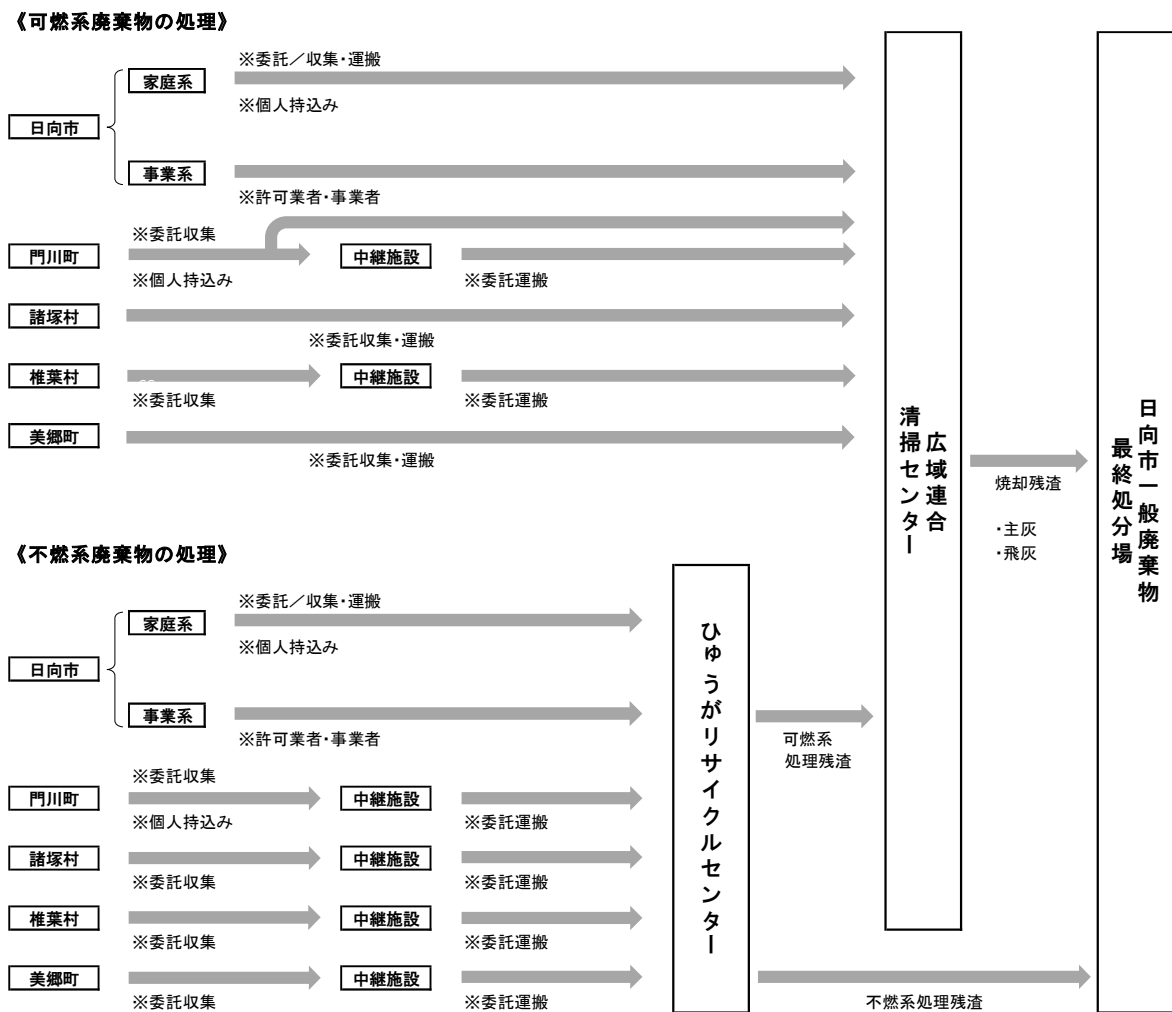 《可燃系廃棄物の処理》
※委託／収集・運搬
家庭系
※個人持込み
日向市
事業系
※許可業者・事業者
※委託収集
門川町
中継施設
※個人持込み
※委託運搬
諸塚村
※委託収集・運搬
椎葉村
中継施設
※委託収集
※委託運搬
美郷町
※委託収集・運搬
広域連合
清掃センター
焼却残渣
・主灰
・飛灰
日向市一般廃棄物
最終処分場
《不燃系廃棄物の処理》
※委託／収集・運搬
家庭系
※個人持込み
日向市
事業系
※許可業者・事業者
※委託収集
門川町
中継施設
※個人持込み
※委託運搬
諸塚村
中継施設
※委託収集
※委託運搬
椎葉村
中継施設
※委託収集
※委託運搬
美郷町
中継施設
※委託収集
※委託運搬
ひゅうがリサイクルセンター
可燃系
処理残渣
不燃系処理残渣